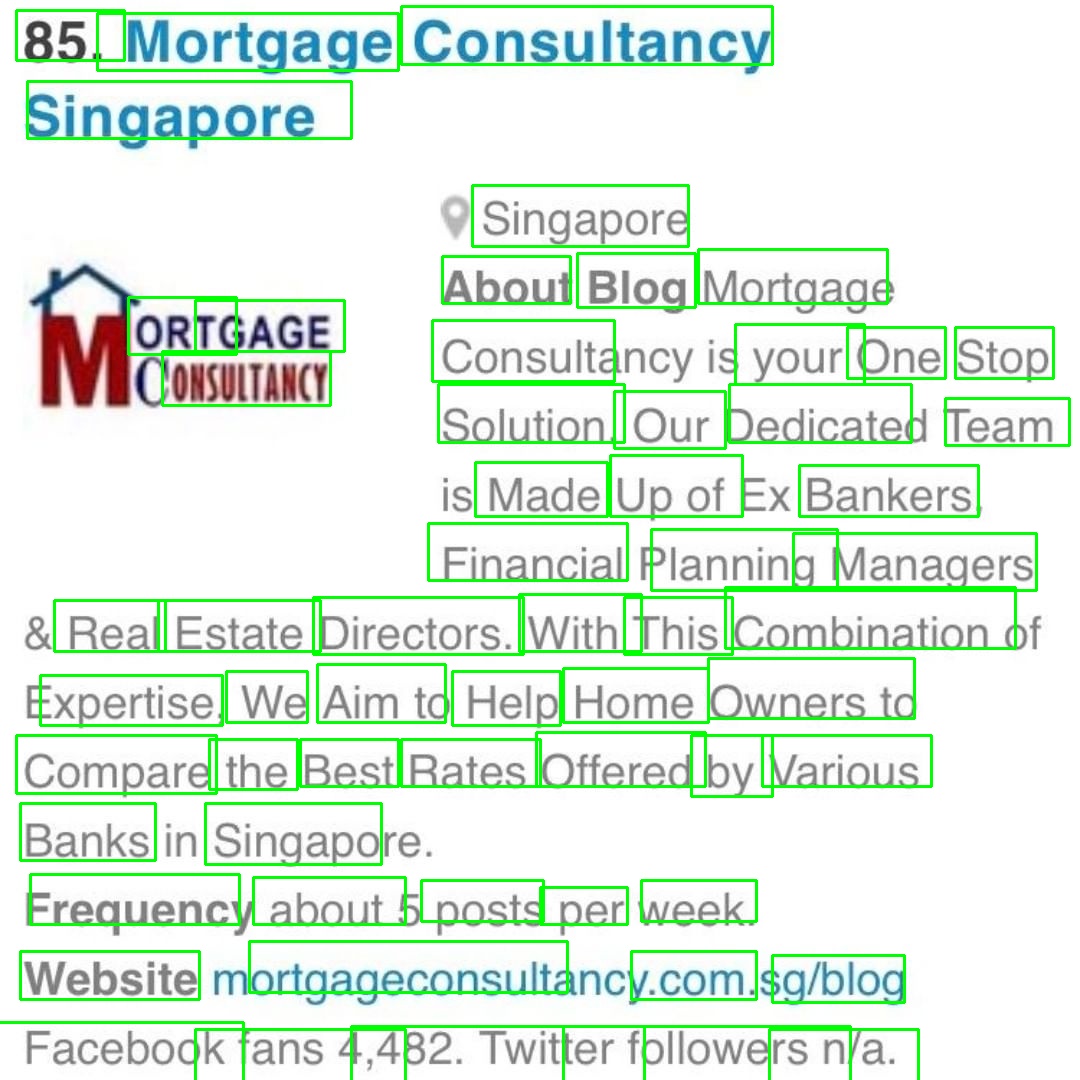 85. Mortgage Consultancy
Singapore
Singapore
MORTGAGE
CONSULTANCY
About Blog Mortgage
Consultancy is your One Stop
Solution. Our Dedicated Team
is Made Up of Ex Bankers,
Financial Planning Managers
& Real Estate Directors. With This Combination of
Expertise, We Aim to Help Home Owners to
Compare the Best Rates Offered by Various
Banks in Singapore.
Frequency about 5 posts per week.
Website mortgageconsultancy.com.sg/blog
Facebook fans 4,482. Twitter followers n/a.